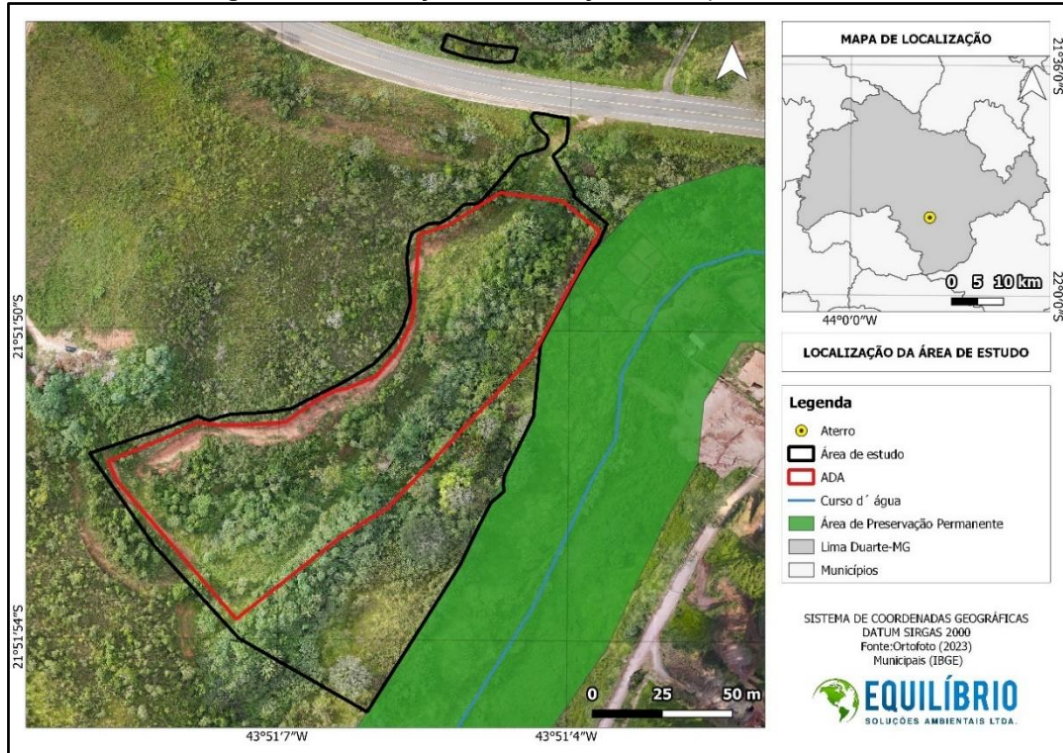 MAPA DE LOCALIZAÇÃO
21°36'0"S
22°0'0"S
44°0'0"W
0 5 10 km
LOCALIZAÇÃO DA ÁREA DE ESTUDO
Legenda
Aterro
Área de estudo
ADA
Curso d´ água
Área de Preservação Permanente
Lima Duarte-MG
Municípios
SISTEMA DE COORDENADAS GEOGRÁFICAS
DATUM SIRGAS 2000
Fonte:Ortofoto (2023)
Municipais (IBGE)
EQUILÍBRIO
SOLUÇÕES AMBIENTAIS LTDA.
21°51'50"S
21°51'54"S
43°51'7"W
43°51'4"W
0 25 50 m